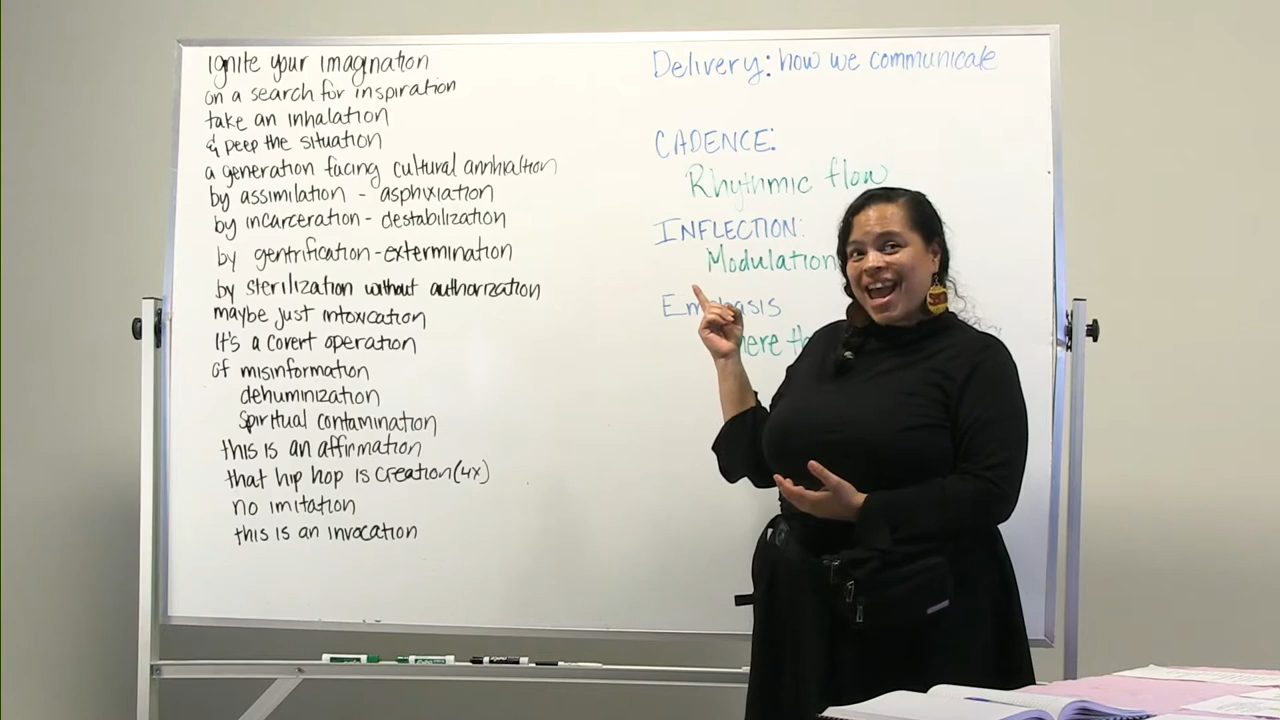 ignite your imagination
on a search for inspiration
take an inhalation
& peep the situation
a generation facing cultural annhialtion
by assimilation - asphixiation
by incarceration - destabilization
by gentrification - extermination
by sterilization without authorization
maybe just intoxication
It's a covert operation
of misinformation
dehuminization
spiritual contamination
this is an affirmation
that hip hop is creation (4x)
no imitation
this is an invocation
Delivery: how we communicate
CADENCE:
Rhythmic flow
INFLECTION:
Modulation
Emphasis